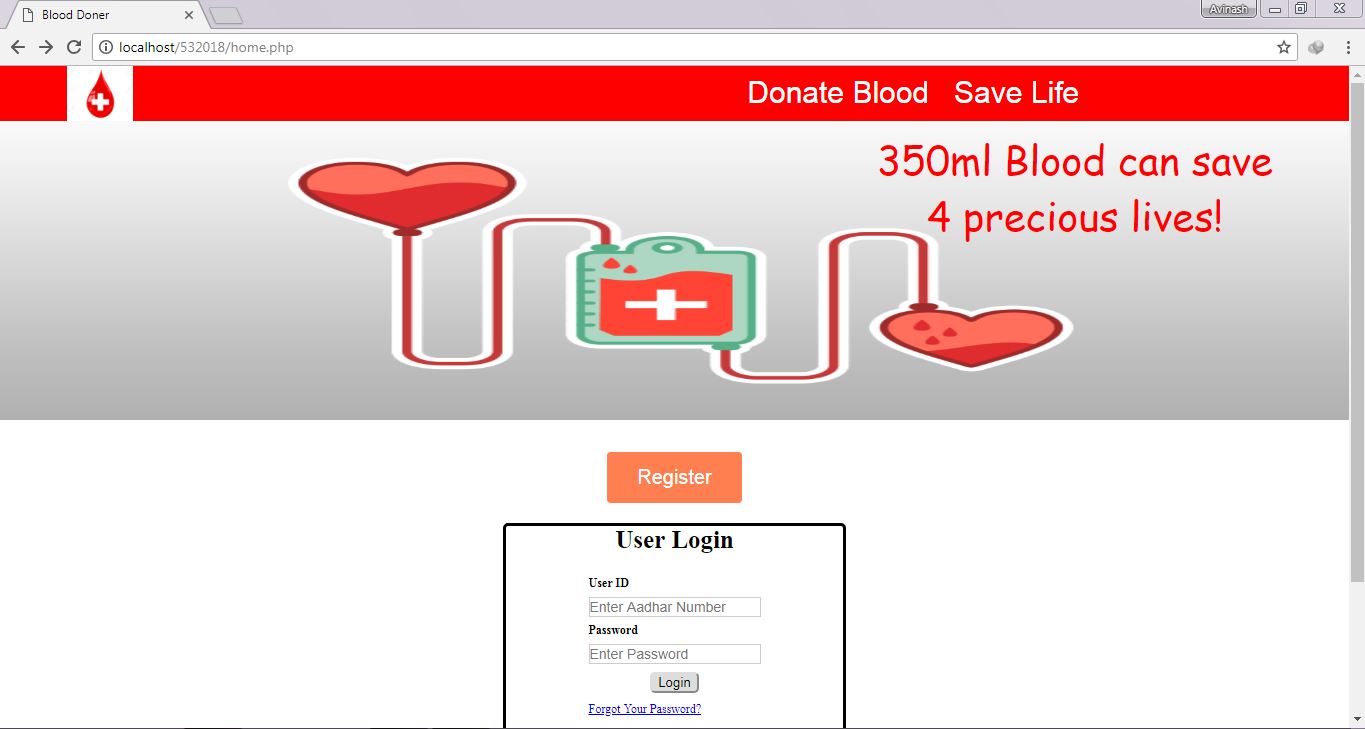 Blood Doner
Avinash
localhost/532018/home.php
Donate Blood Save Life
350ml Blood can save
4 precious lives!
Register
User Login
User ID
Enter Aadhar Number
Password
Enter Password
Login
Forgot Your Password?